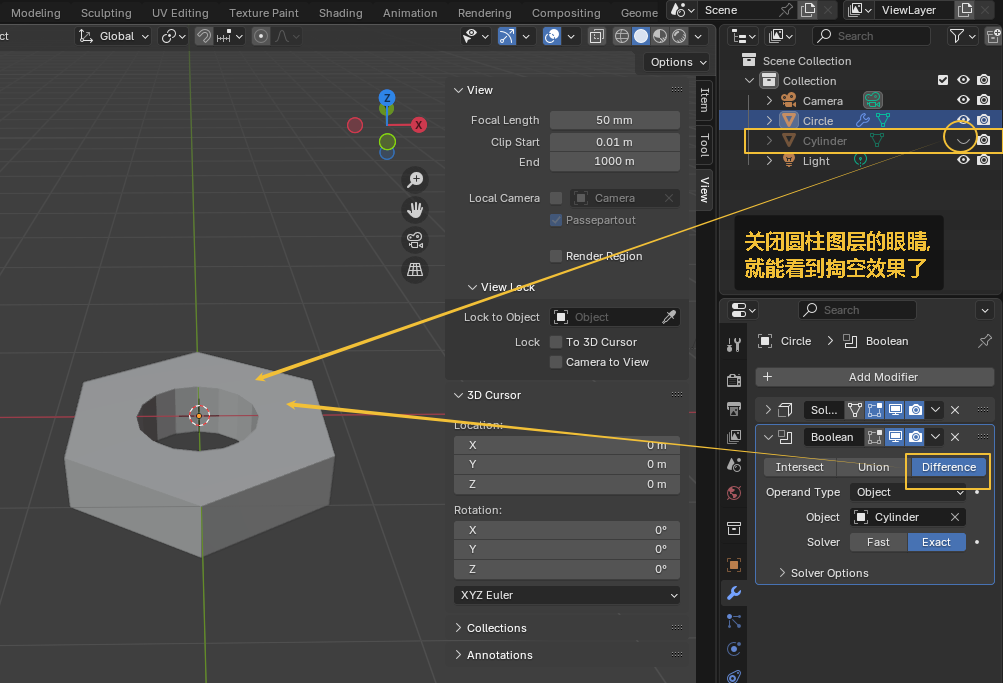 Modeling Sculpting UV Editing Texture Paint Shading Animation Rendering Compositing Geome Scene ViewLayer
ct Global
Search
Options
Scene Collection
Collection
Camera
Circle
Cylinder
Light
Z
X
View
Focal Length 50 mm
Clip Start 0.01 m
End 1000 m
Local Camera Camera
Passepartout
Render Region
View Lock
Lock to Object Object
Lock To 3D Cursor
Camera to View
3D Cursor
Location:
X 0 m
Y 0 m
Z 0 m
Rotation:
X 0°
Y 0°
Z 0°
XYZ Euler
Collections
Annotations
Item
Tool
View
关闭圆柱图层的眼睛,
就能看到掏空效果了
Search
Circle Boolean
Add Modifier
Sol...
Boolean
Intersect Union Difference
Operand Type Object
Object Cylinder
Solver Fast Exact
Solver Options